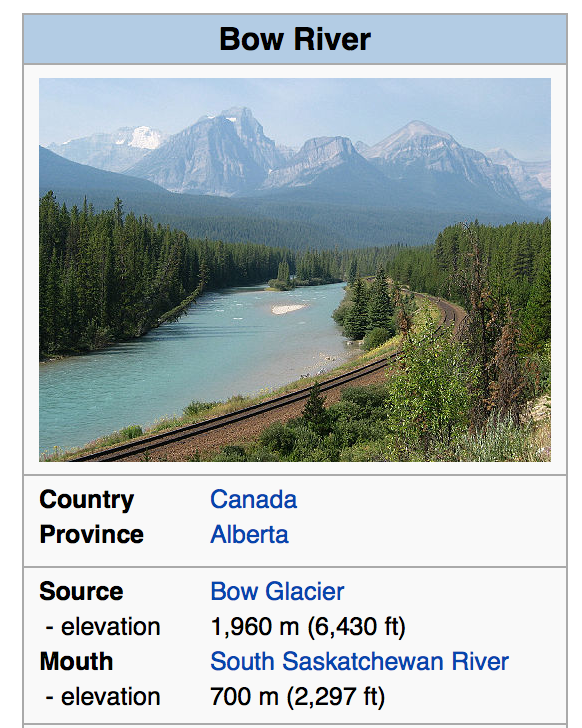 Bow River
Country Canada
Province Alberta
Source Bow Glacier
- elevation 1,960 m (6,430 ft)
Mouth South Saskatchewan River
- elevation 700 m (2,297 ft)